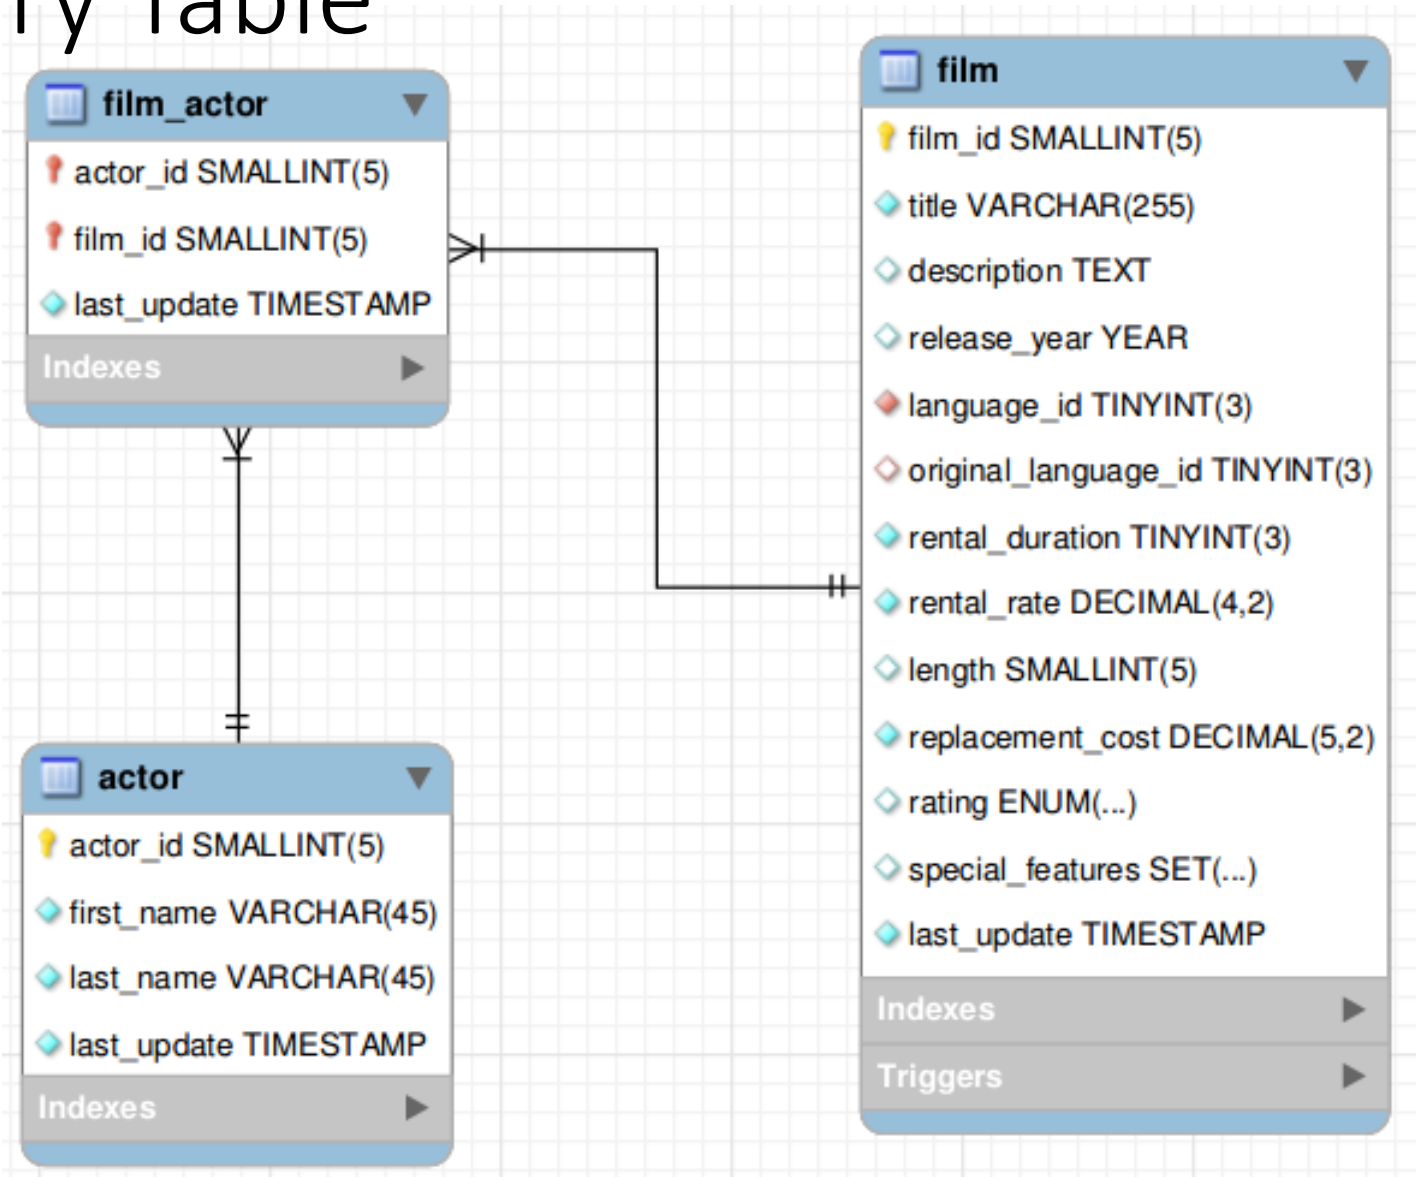 ry Table
film_actor
actor_id SMALLINT(5)
film_id SMALLINT(5)
last_update TIMESTAMP
Indexes
actor
actor_id SMALLINT(5)
first_name VARCHAR(45)
last_name VARCHAR(45)
last_update TIMESTAMP
Indexes
film
film_id SMALLINT(5)
title VARCHAR(255)
description TEXT
release_year YEAR
language_id TINYINT(3)
original_language_id TINYINT(3)
rental_duration TINYINT(3)
rental_rate DECIMAL(4,2)
length SMALLINT(5)
replacement_cost DECIMAL(5,2)
rating ENUM(...)
special_features SET(...)
last_update TIMESTAMP
Indexes
Triggers